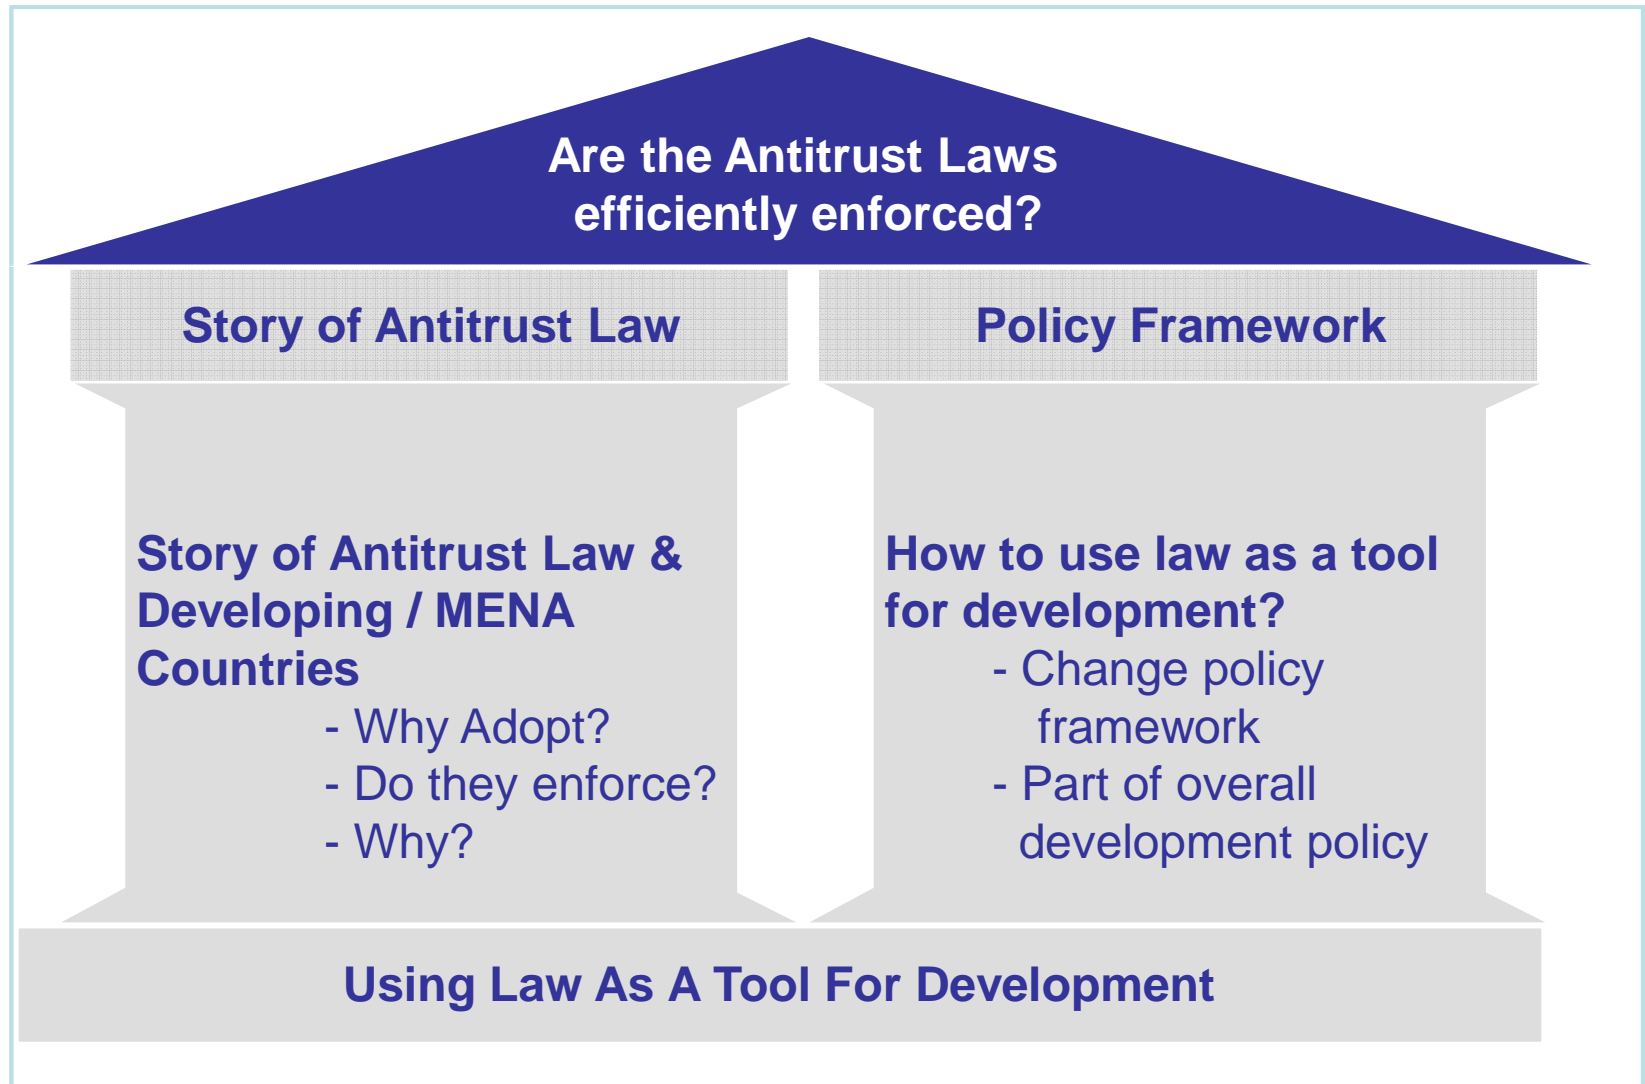 Are the Antitrust Laws
efficiently enforced?
Story of Antitrust Law
Policy Framework
Story of Antitrust Law &
Developing / MENA
Countries
- Why Adopt?
- Do they enforce?
- Why?
How to use law as a tool
for development?
- Change policy
framework
- Part of overall
development policy
Using Law As A Tool For Development